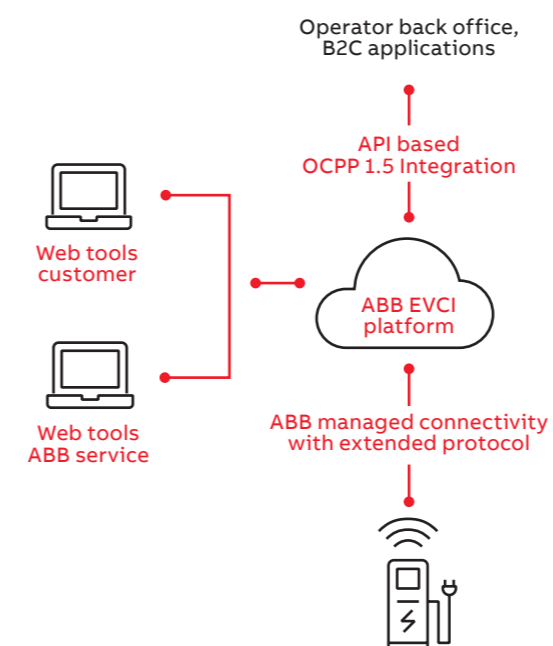 Operator back office,
B2C applications
API based
OCPP 1.5 Integration
Web tools
customer
ABB EVCI
platform
Web tools
ABB service
ABB managed connectivity
with extended protocol